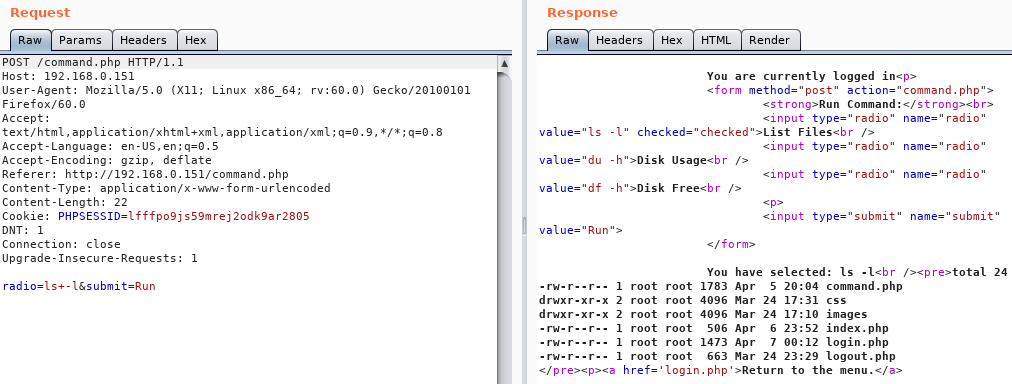 Request
Raw Params Headers Hex
POST /command.php HTTP/1.1
Host: 192.168.0.151
User-Agent: Mozilla/5.0 (X11; Linux x86_64; rv:60.0) Gecko/20100101
Firefox/60.0
Accept:
text/html,application/xhtml+xml,application/xml;q=0.9,*/*;q=0.8
Accept-Language: en-US,en;q=0.5
Accept-Encoding: gzip, deflate
Referer: http://192.168.0.151/command.php
Content-Type: application/x-www-form-urlencoded
Content-Length: 22
Cookie: PHPSESSID=lfffpo9js59mrej2odk9ar2805
DNT: 1
Connection: close
Upgrade-Insecure-Requests: 1
radio=ls+-l&submit=Run
Response
Raw Headers Hex HTML Render
You are currently logged in<p>
<form method="post" action="command.php">
<strong>Run Command:</strong><br>
<input type="radio" name="radio"
value="ls -l" checked="checked">List Files<br />
<input type="radio" name="radio"
value="du -h">Disk Usage<br />
<input type="radio" name="radio"
value="df -h">Disk Free<br />
<p>
<input type="submit" name="submit"
value="Run">
</form>
You have selected: ls -l<br /><pre>total 24
-rw-r--r-- 1 root root 1783 Apr  5 20:04 command.php
drwxr-xr-x 2 root root 4096 Mar 24 17:31 css
drwxr-xr-x 2 root root 4096 Mar 24 17:10 images
-rw-r--r-- 1 root root  506 Apr  6 23:52 index.php
-rw-r--r-- 1 root root 1473 Apr  7 00:12 login.php
-rw-r--r-- 1 root root  663 Mar 24 23:29 logout.php
</pre><p><a href='login.php'>Return to the menu.</a>